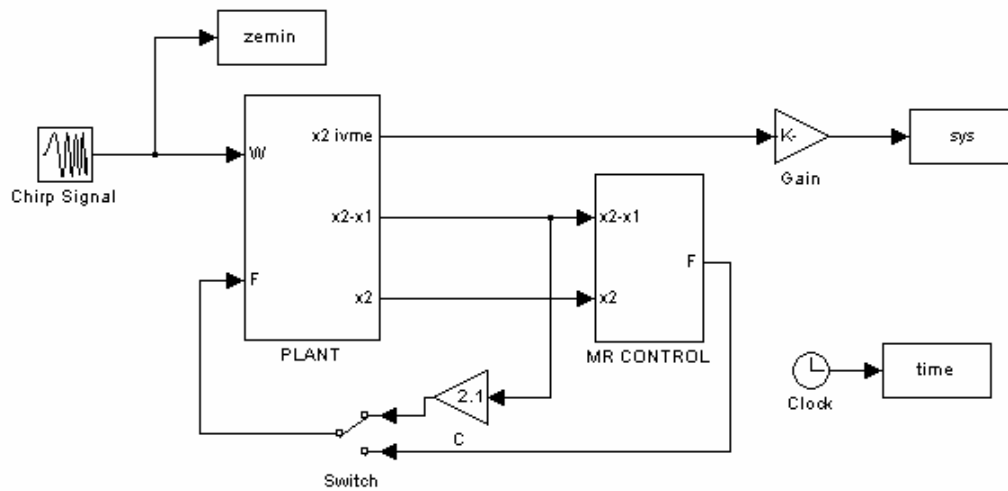 zemin
Chirp Signal
W
F
x2 ivme
x2-x1
x2
PLANT
K-
Gain
sys
x2-x1
x2
F
MR CONTROL
2.1
C
Switch
Clock
time